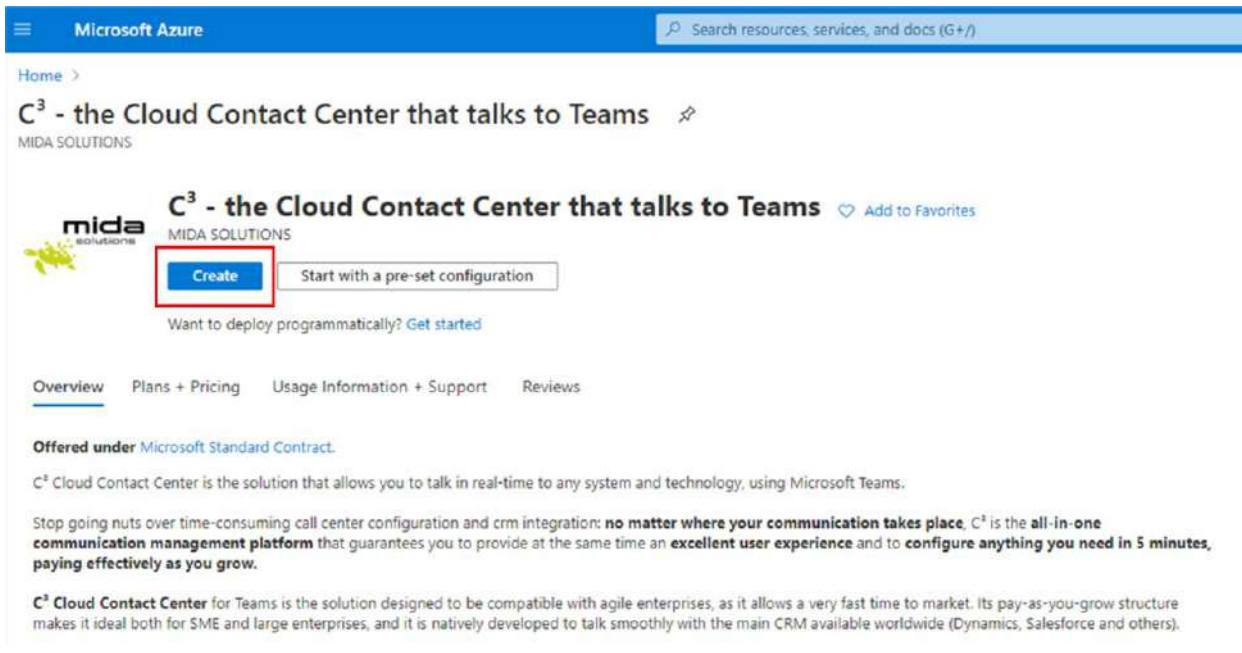 Microsoft Azure
Search resources, services, and docs (G+/)
Home >
C³ - the Cloud Contact Center that talks to Teams
MIDA SOLUTIONS
mida
solutions
C³ - the Cloud Contact Center that talks to Teams
Add to Favorites
MIDA SOLUTIONS
Create
Start with a pre-set configuration
Want to deploy programmatically? Get started
Overview
Plans + Pricing
Usage Information + Support
Reviews
Offered under Microsoft Standard Contract.
C³ Cloud Contact Center is the solution that allows you to talk in real-time to any system and technology, using Microsoft Teams.
Stop going nuts over time-consuming call center configuration and crm integration: no matter where your communication takes place, C³ is the all-in-one
communication management platform that guarantees you to provide at the same time an excellent user experience and to configure anything you need in 5 minutes,
paying effectively as you grow.
C³ Cloud Contact Center for Teams is the solution designed to be compatible with agile enterprises, as it allows a very fast time to market. Its pay-as-you-grow structure
makes it ideal both for SME and large enterprises, and it is natively developed to talk smoothly with the main CRM available worldwide (Dynamics, Salesforce and others).